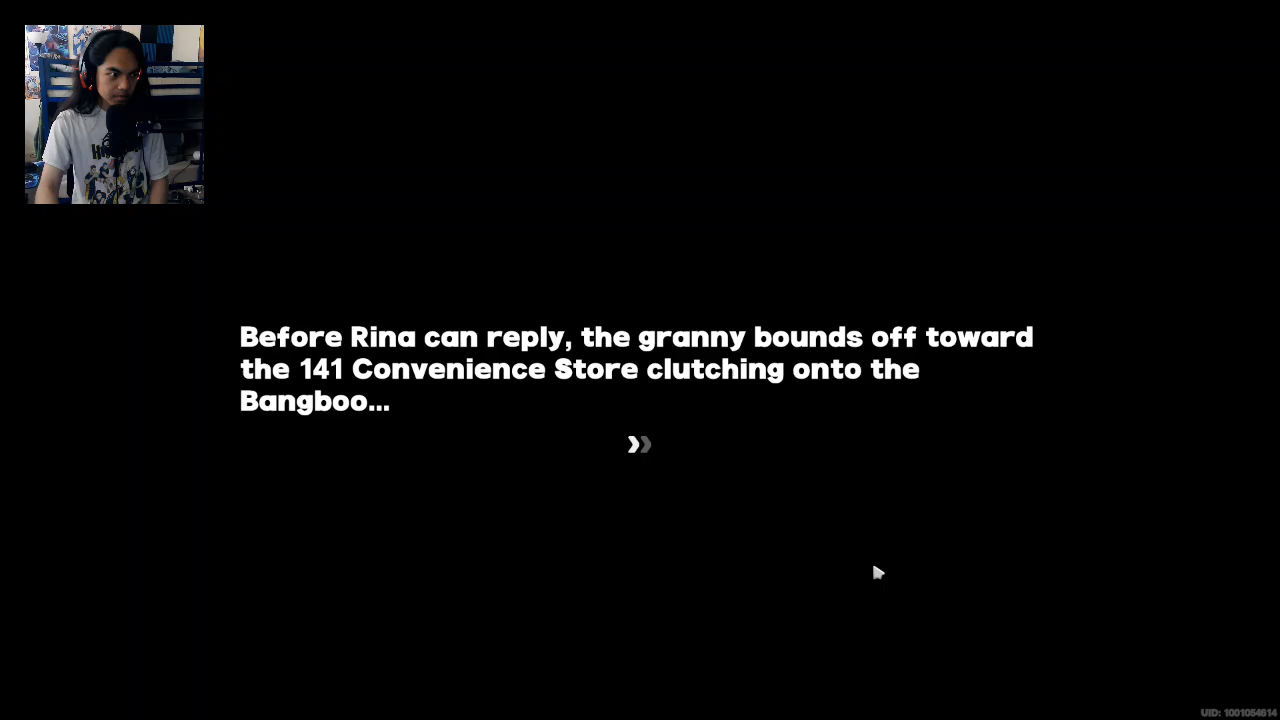 Before Rina can reply, the granny bounds off toward
the 141 Convenience Store clutching onto the
Bangboo...
UID: 1001054614